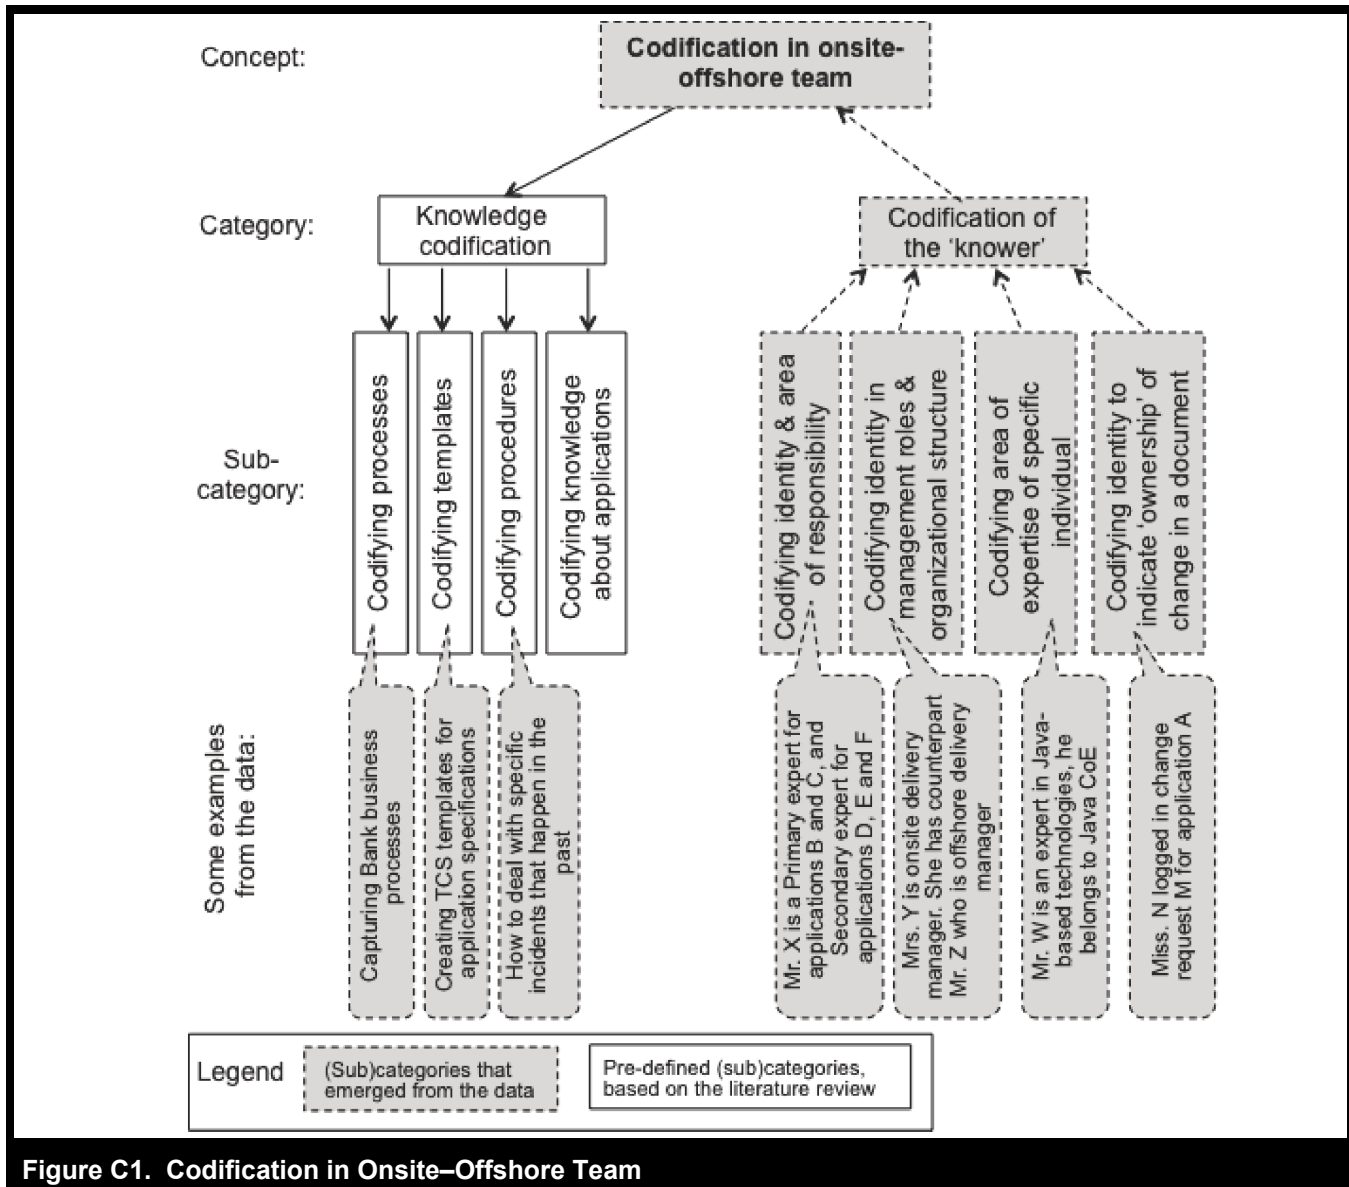 Concept:
Codification in onsite-
offshore team
Category:
Knowledge
codification
Codification of
the ‘knower’
Sub-
category:
Codifying processes
Codifying templates
Codifying procedures
Codifying knowledge
about applications
Codifying identity & area
of responsibility
Codifying identity in
management roles &
organizational structure
Codifying area of
expertise of specific
individual
Codifying identity to
indicate ‘ownership’ of
change in a document
Some examples
from the data:
Capturing Bank business
processes
Creating TCS templates for
application specifications
How to deal with specific
incidents that happen in the
past
Mr. X is a Primary expert for
applications B and C, and
Secondary expert for
applications D, E and F
Mrs. Y is onsite delivery
manager. She has counterpart
Mr. Z who is offshore delivery
manager
Mr. W is an expert in Java-
based technologies, he
belongs to Java CoE
Miss. N logged in change
request M for application A
Legend
(Sub)categories that
emerged from the data
Pre-defined (sub)categories,
based on the literature review
Figure C1. Codification in Onsite–Offshore Team